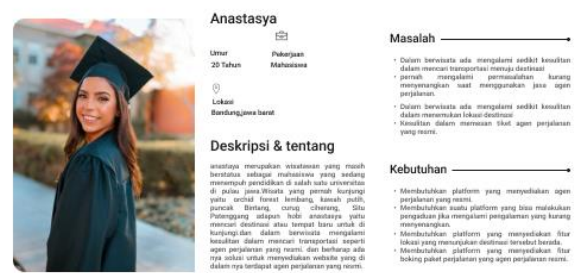 Anastasya
Umur
20 Tahun
Pekerjaan
Mahasiswa
Lokasi
Bandung,jawa barat
Deskripsi & tentang
anastaya merupakan wisatawan yang masih
berstatus sebagai mahasiswa yang sedang
menempuh pendidikan di salah satu universitas
di pulau jawa.Wisata yang pernah kunjungi
yaitu orchid forest lembang, kawah putih,
puncak Bintang, curug ciherang, Situ
Patenggang adapun hobi anastasya yaitu
mencari destinasi atau tempat baru untuk di
kunjungi.dan dalam berwisata mengalami
kesulitan dalam mencari transportasi seperti
agen perjalanan yang resmi. dan berharap ada
nya solusi untuk menyediakan website yang di
dalam nya terdapat agen perjalanan yang resmi.
Masalah
• Dalam berwisata ada mengalami sedikit kesulitan
dalam mencari transportasi menuju destinasi
• pernah mengalami permasalahan kurang
menyenangkan saat menggunakan jasa agen
perjalanan.
• Dalam berwisata ada mengalami sedikit kesulitan
dalam menemukan lokasi destinasi
• Kesulitan dalam memesan tiket agen perjalanan
yang resmi.
Kebutuhan
• Membutuhkan platform yang menyediakan agen
perjalanan yang resmi.
• Membutuhkan suatu platform yang bisa melakukan
pengaduan jika mengalami pengalaman yang kurang
menyenangkan.
• Membutuhkan platform yang menyediakan fitur
lokasi yang menunjukan destinasi tersebut berada.
• Membutuhkan platform yang menyediakan fitur
boking paket perjalanan yang agen perjalanan resmi.